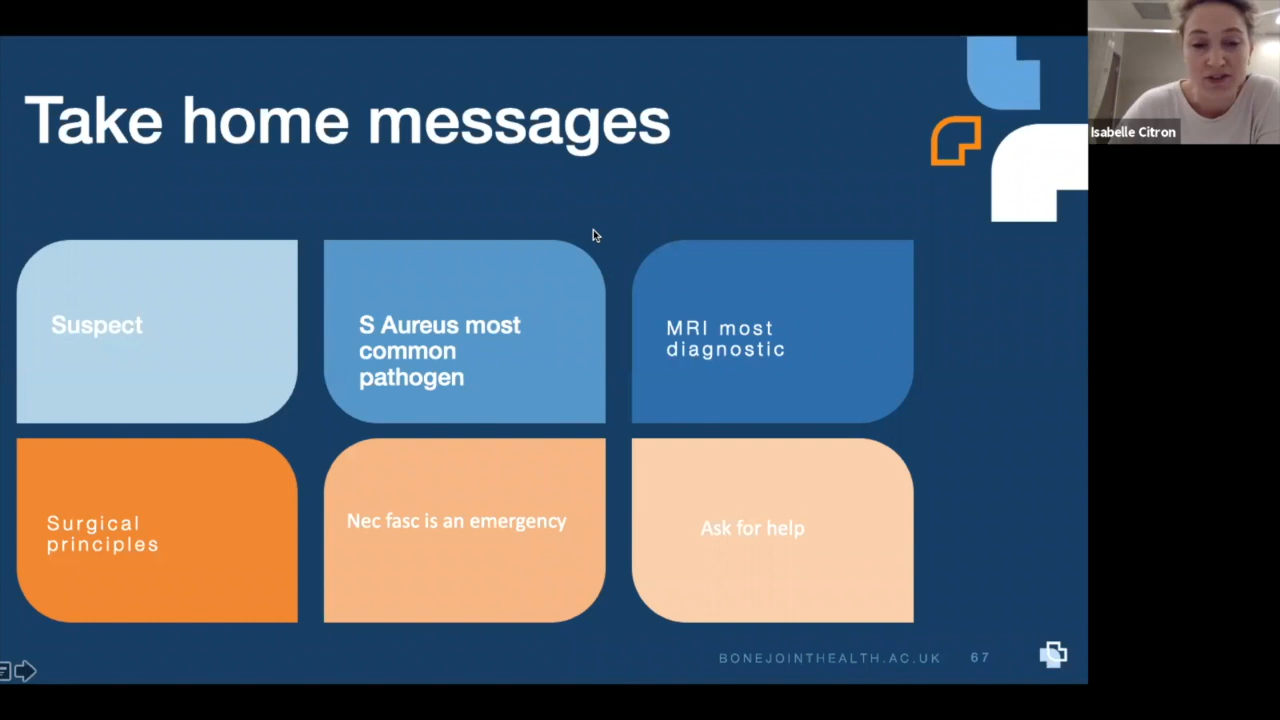 Take home messages
Isabelle Citron
Suspect
S Aureus most
common
pathogen
MRI most
diagnostic
Surgical
principles
Nec fasc is an emergency
Ask for help
BONEJOINTHEALTH.AC.UK 67